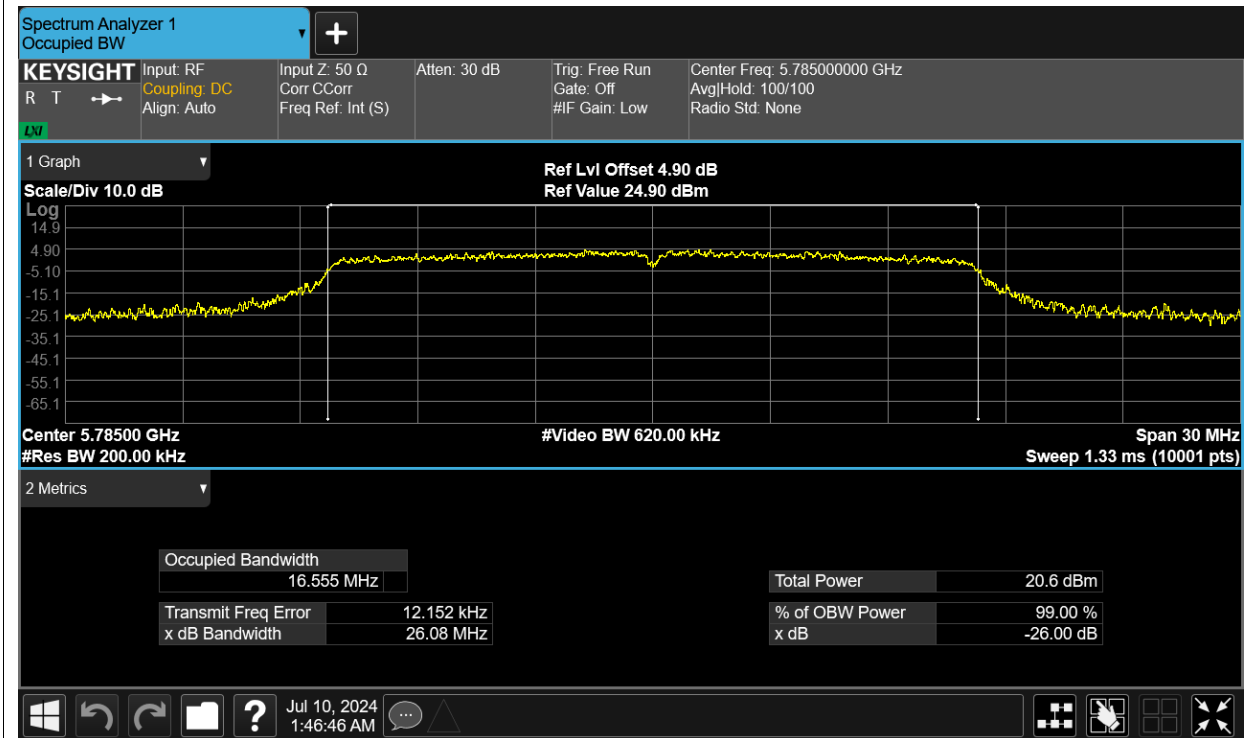 Spectrum Analyzer 1
Occupied BW
KEYSIGHT
R T
LXI
Input: RF
Coupling: DC
Align: Auto
Input Z: 50 Ω
Corr CCorr
Freq Ref: Int (S)
Atten: 30 dB
Trig: Free Run
Gate: Off
#IF Gain: Low
Center Freq: 5.785000000 GHz
Avg|Hold: 100/100
Radio Std: None
1 Graph
Scale/Div 10.0 dB
Ref Lvl Offset 4.90 dB
Ref Value 24.90 dBm
Log
14.9
4.90
-5.10
-15.1
-25.1
-35.1
-45.1
-55.1
-65.1
Center 5.78500 GHz
#Res BW 200.00 kHz
#Video BW 620.00 kHz
Span 30 MHz
Sweep 1.33 ms (10001 pts)
2 Metrics
Occupied Bandwidth
16.555 MHz
Transmit Freq Error 12.152 kHz
x dB Bandwidth 26.08 MHz
Total Power 20.6 dBm
% of OBW Power 99.00 %
x dB -26.00 dB
?
Jul 10, 2024
1:46:46 AM